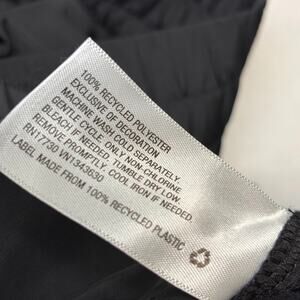 100% RECYCLED POLYESTER
EXCLUSIVE OF DECORATION
MACHINE WASH COLD SEPARATELY,
GENTLE CYCLE. ONLY NON-CHLORINE
BLEACH IF NEEDED. TUMBLE DRY LOW.
REMOVE PROMPTLY. COOL IRON IF NEEDED.
RN17730 VN1343630
LABEL MADE FROM 100% RECYCLED PLASTIC